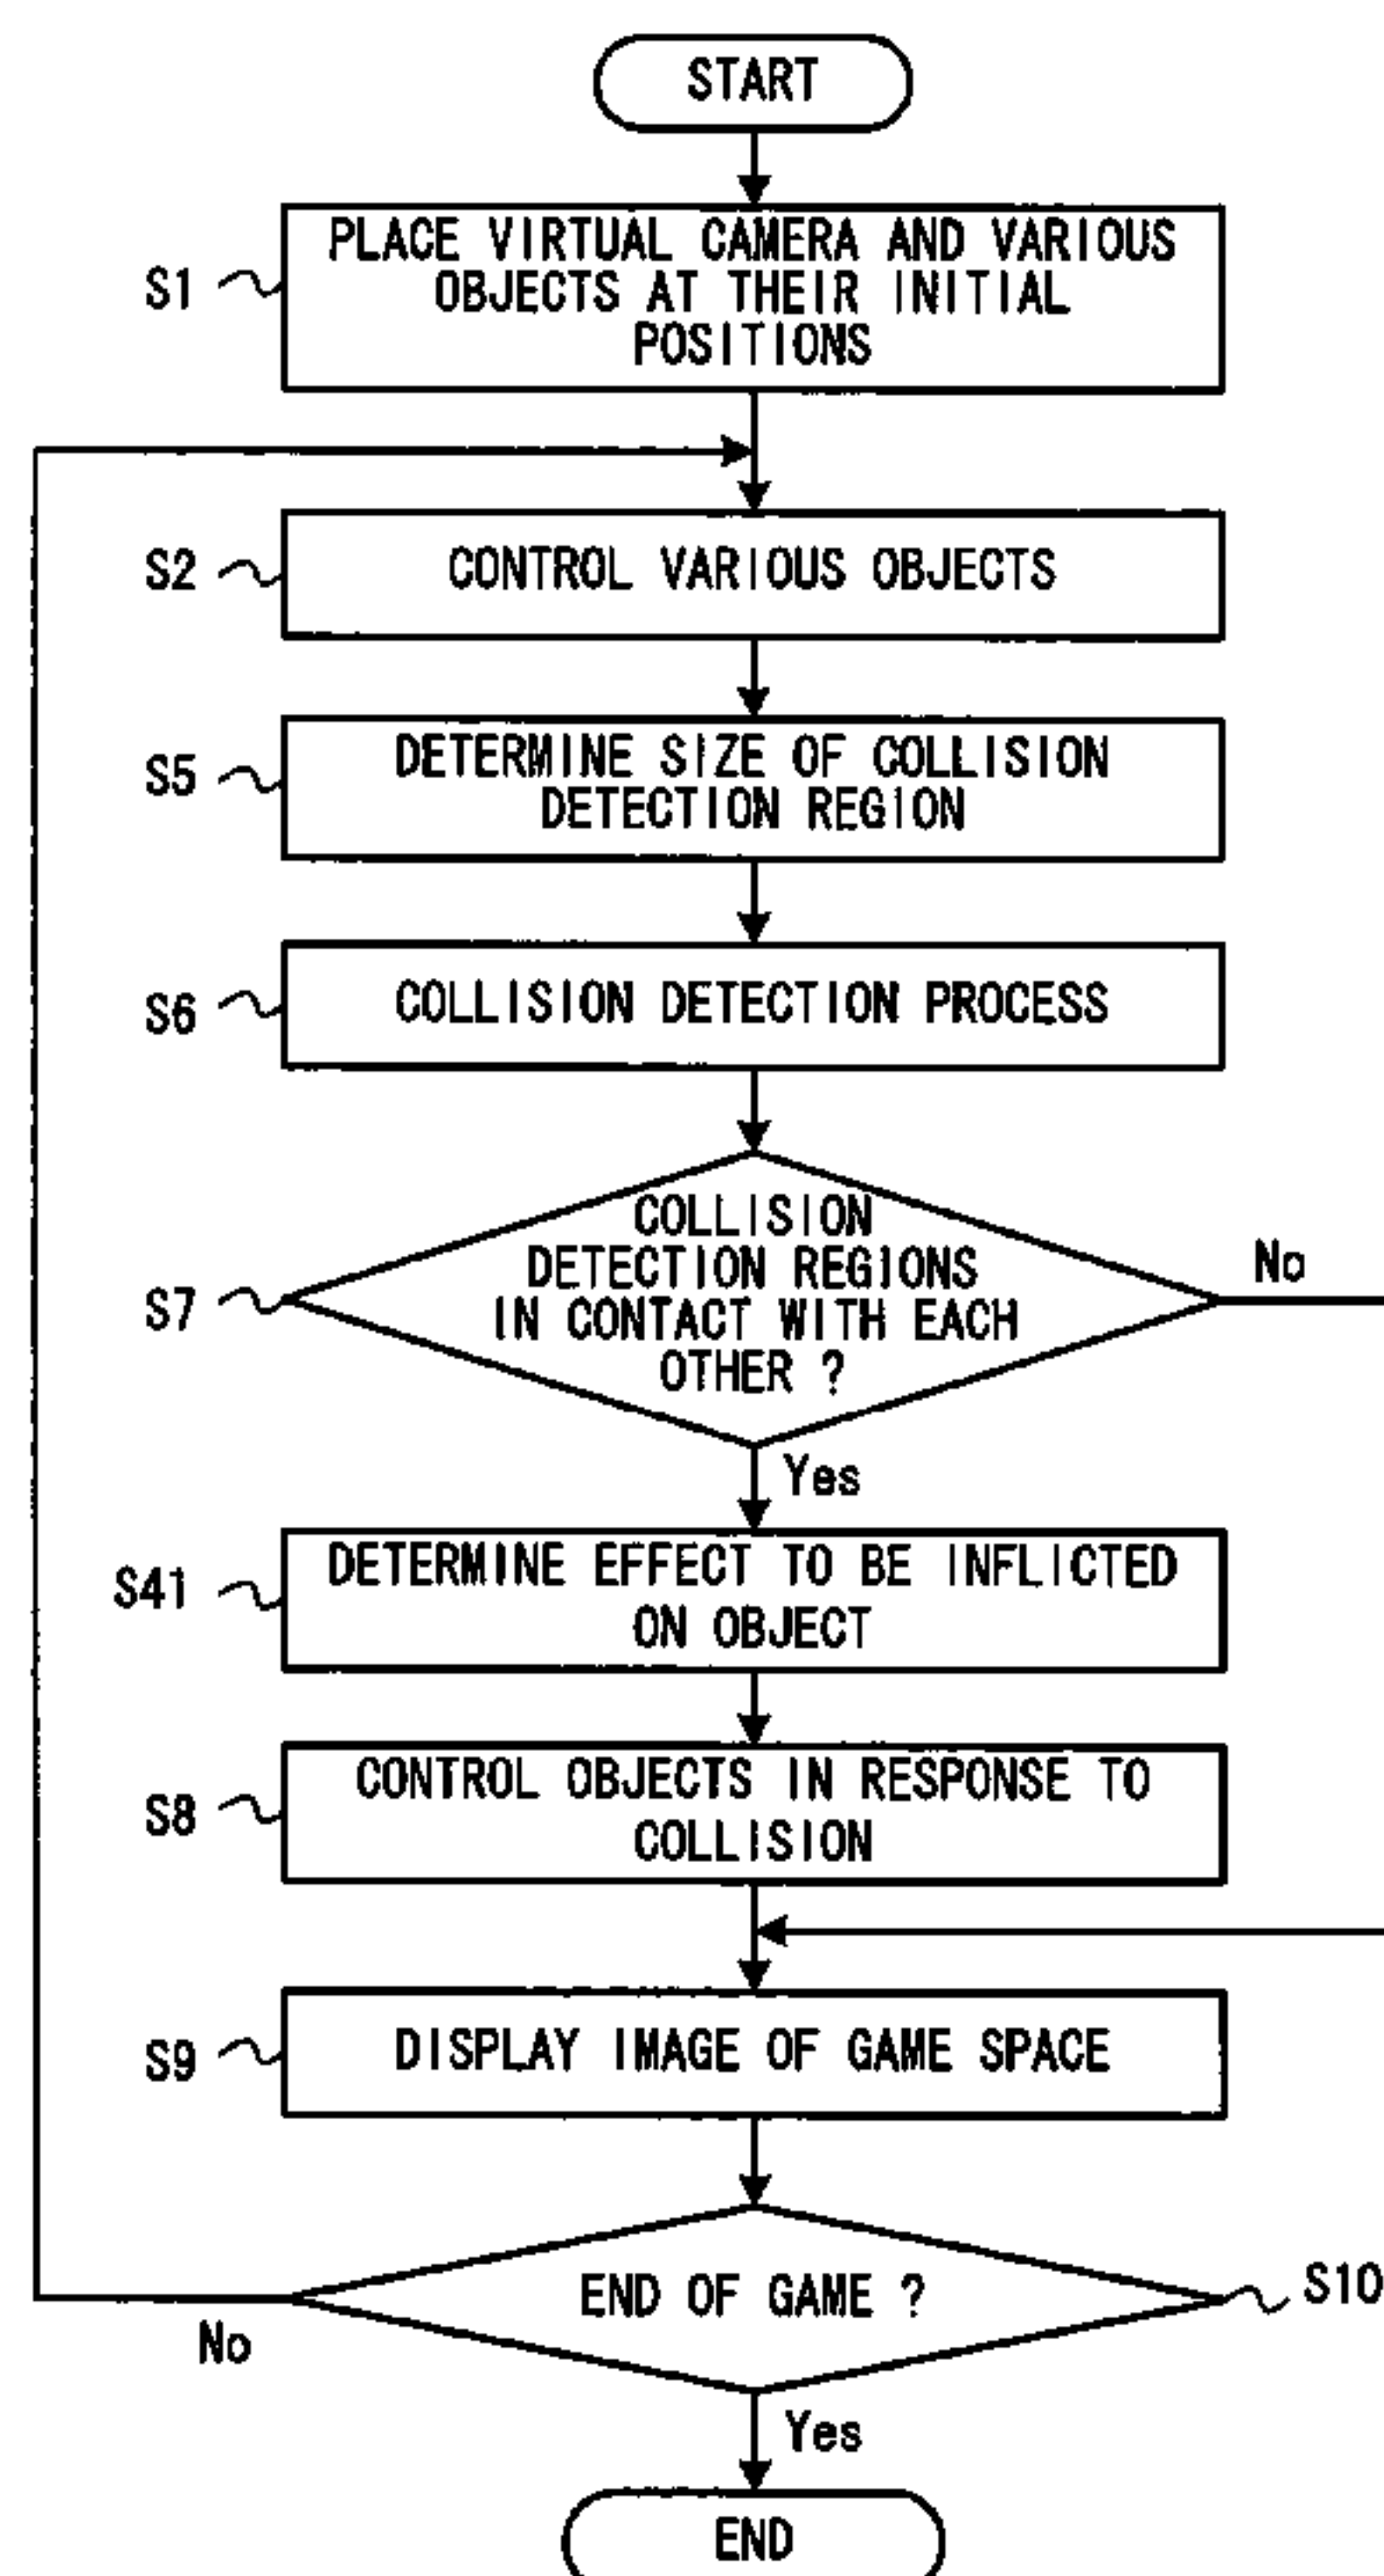 START
S1
PLACE VIRTUAL CAMERA AND VARIOUS
OBJECTS AT THEIR INITIAL
POSITIONS
S2
CONTROL VARIOUS OBJECTS
S5
DETERMINE SIZE OF COLLISION
DETECTION REGION
S6
COLLISION DETECTION PROCESS
S7
COLLISION
DETECTION REGIONS
IN CONTACT WITH EACH
OTHER ?
No
Yes
S41
DETERMINE EFFECT TO BE INFLICTED
ON OBJECT
S8
CONTROL OBJECTS IN RESPONSE TO
COLLISION
S9
DISPLAY IMAGE OF GAME SPACE
END OF GAME ?
S10
No
Yes
END